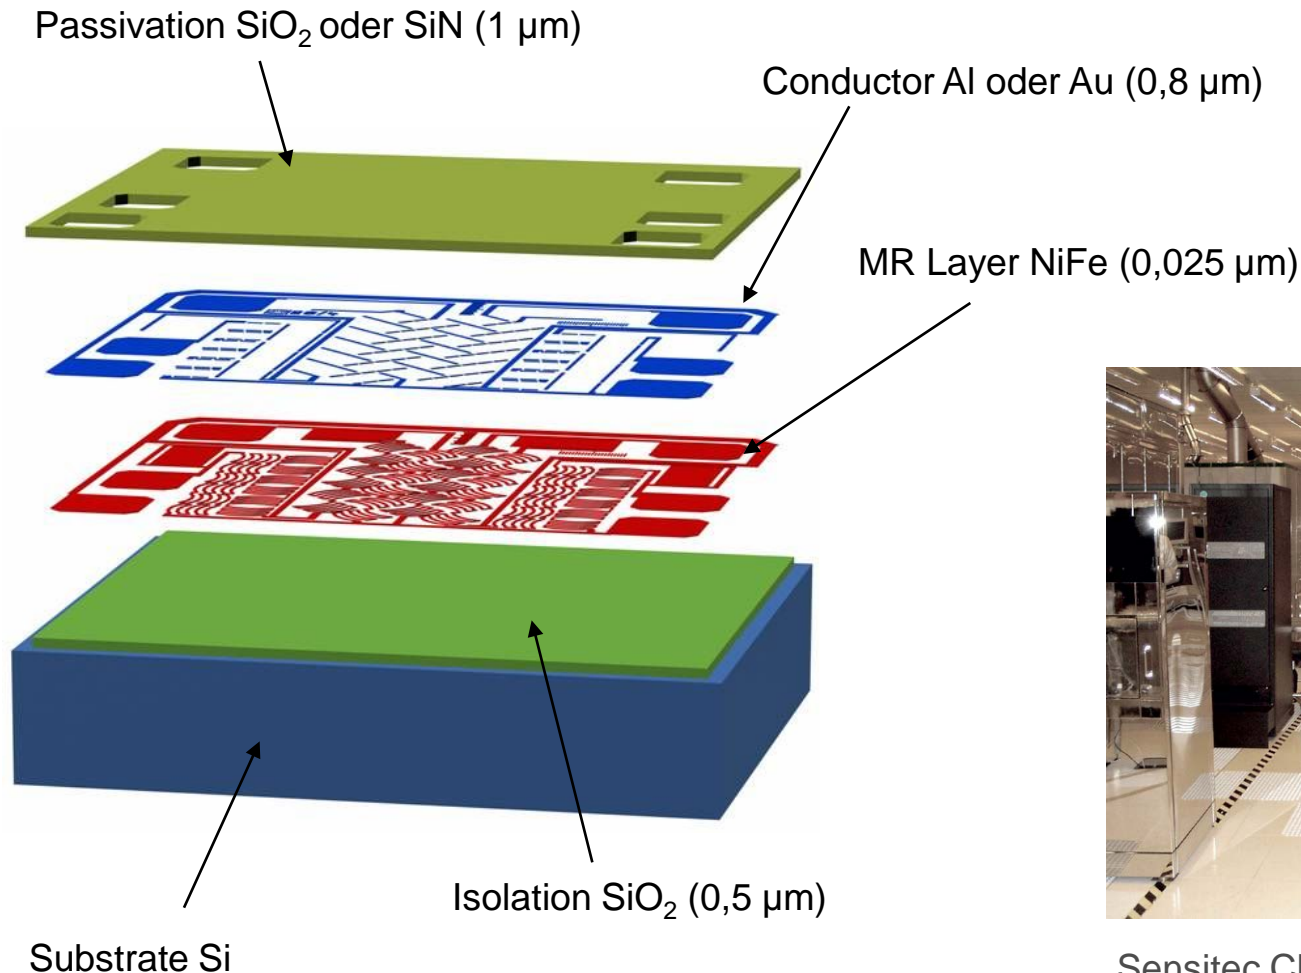 Passivation SiO₂ oder SiN (1 µm)
Conductor Al oder Au (0,8 µm)
MR Layer NiFe (0,025 µm)
Isolation SiO₂ (0,5 µm)
Substrate Si
Sensitec